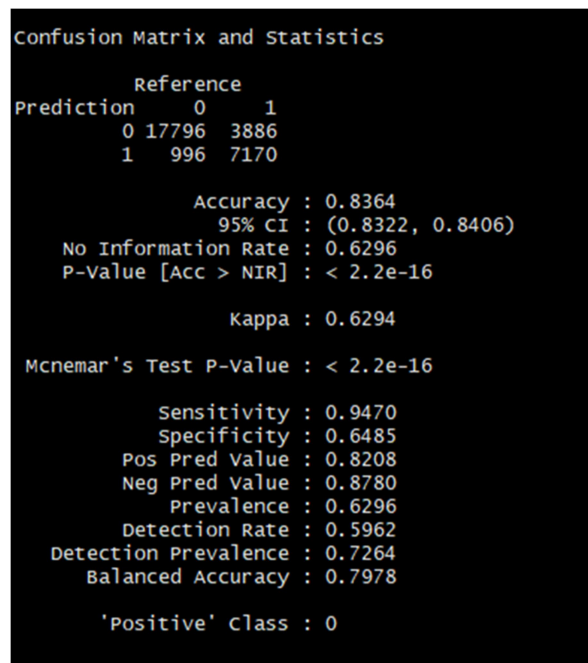 Confusion Matrix and Statistics
Reference
Prediction 0 1
0 17796 3886
1 996 7170
Accuracy : 0.8364
95% CI : (0.8322, 0.8406)
No Information Rate : 0.6296
P-Value [Acc > NIR] : < 2.2e-16
Kappa : 0.6294
Mcnemar's Test P-Value : < 2.2e-16
Sensitivity : 0.9470
Specificity : 0.6485
Pos Pred Value : 0.8208
Neg Pred Value : 0.8780
Prevalence : 0.6296
Detection Rate : 0.5962
Detection Prevalence : 0.7264
Balanced Accuracy : 0.7978
'Positive' Class : 0